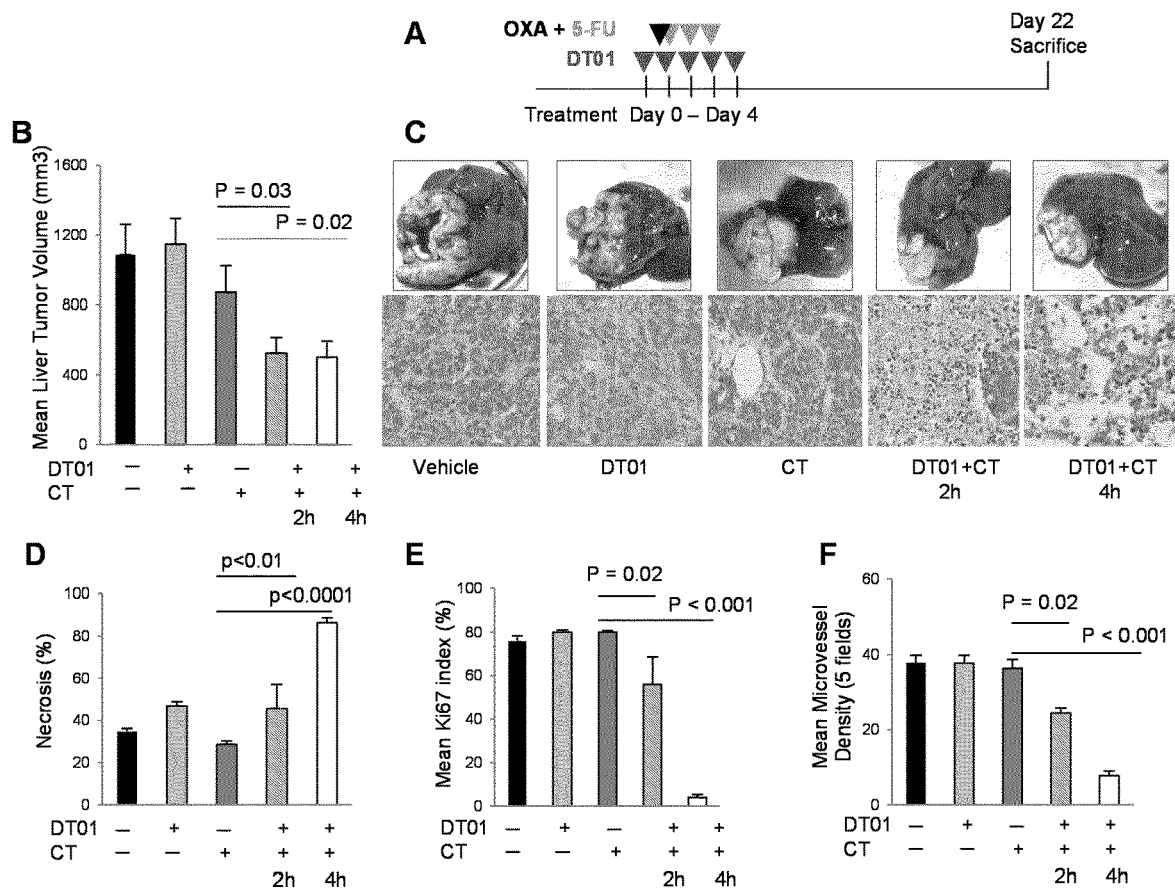 A
OXA + 5-FU
DT01
Day 22
Sacrifice
Treatment Day 0 – Day 4
B
Mean Liver Tumor Volume (mm3)
1600
1200
800
400
0
P = 0.03
P = 0.02
DT01 — + — + +
CT — — + + +
2h 4h
C
Vehicle DT01 CT DT01+CT DT01+CT
2h 4h
D
Necrosis (%)
100
80
60
40
20
0
p<0.01
p<0.0001
DT01 — + — + +
CT — — + + +
2h 4h
E
Mean Ki67 index (%)
100
80
60
40
20
0
P = 0.02
P < 0.001
DT01 — + — + +
CT — — + + +
2h 4h
F
Mean Microvessel
Density (5 fields)
60
40
20
0
P = 0.02
P < 0.001
DT01 — + — + +
CT — — + + +
2h 4h